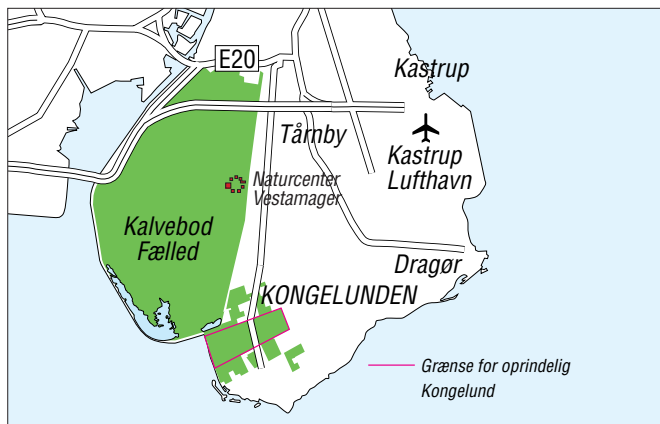 E20
Kastrup
Tårnby
Kastrup
Lufthavn
Naturcenter
Vestamager
Kalvebod
Fælled
Dragør
KONGELUNDEN
Grænse for oprindelig
Kongelund